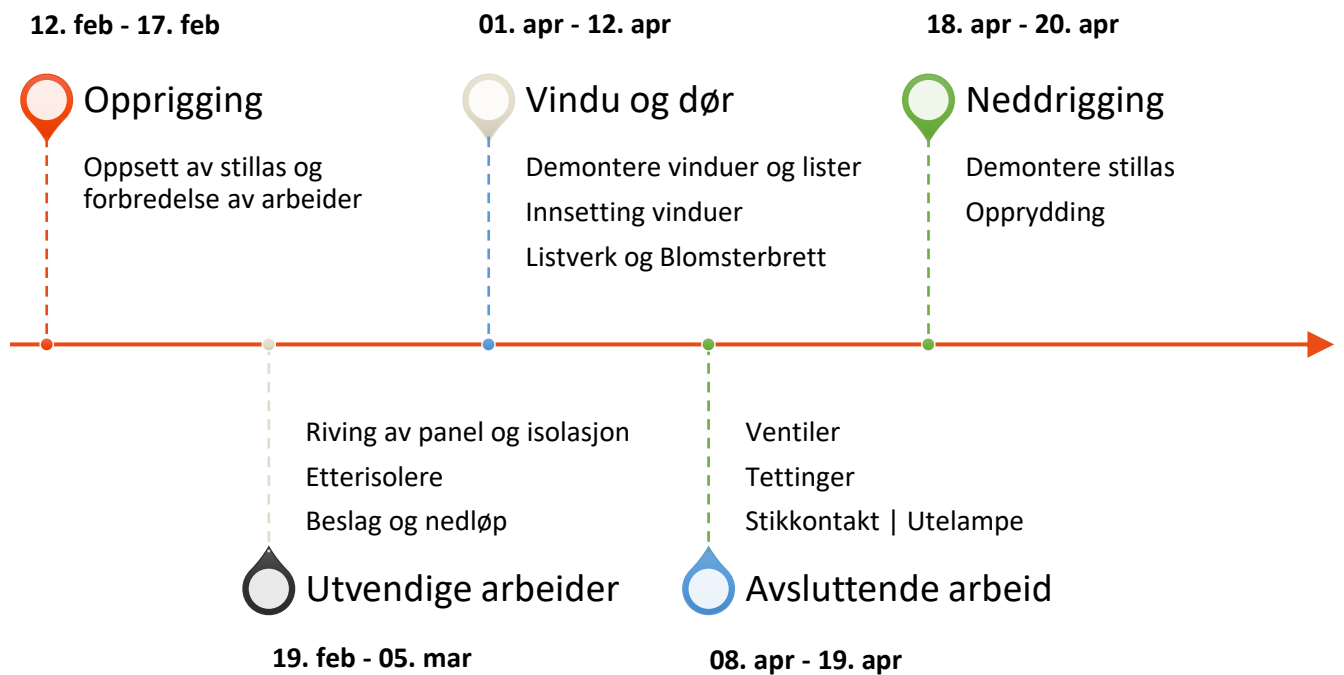 12. feb - 17. feb
Opprigging
Oppsett av stillas og
forbredelse av arbeider
01. apr - 12. apr
Vindu og dør
Demontere vinduer og lister
Innsetting vinduer
Listverk og Blomsterbrett
18. apr - 20. apr
Neddrigging
Demontere stillas
Opprydding
Riving av panel og isolasjon
Etterisolere
Beslag og nedløp
Utvendige arbeider
19. feb - 05. mar
Ventiler
Tettinger
Stikkontakt | Utelampe
Avsluttende arbeid
08. apr - 19. apr